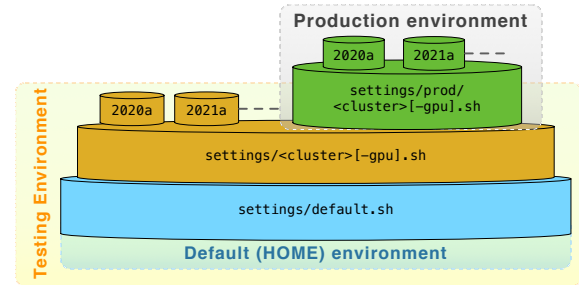 Production environment
2020a
2021a
settings/prod/
<cluster>[-gpu].sh
2020a
2021a
settings/<cluster>[-gpu].sh
settings/default.sh
Default (HOME) environment
Testing Environment